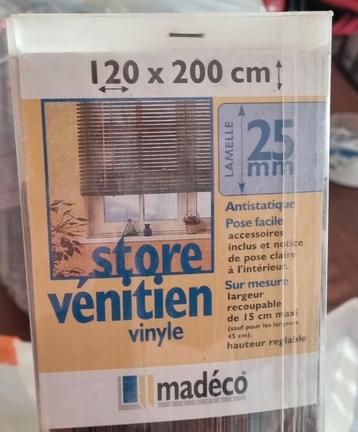 120 x 200 cm
LAMELLE
25
mm
store
vénitien
vinyle
Antistatique
Pose facile
accessoires
inclus et notice
de pose claire
à l'intérieur.
Sur mesure
largeur
recoupable
de 15 cm maxi
(sauf pour les largeurs
45 cm).
hauteur reglable
madéco